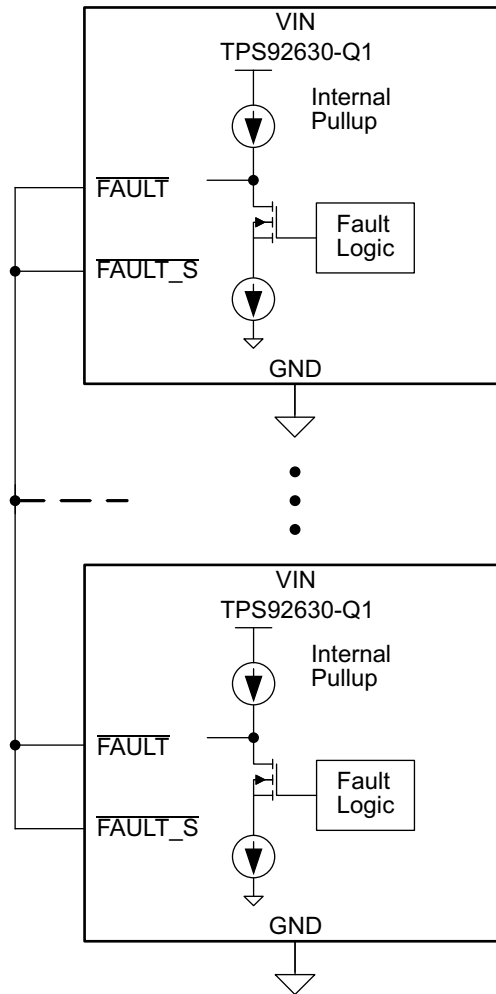 VIN
TPS92630-Q1
Internal
Pullup
FAULT
Fault
Logic
FAULT_S
GND
VIN
TPS92630-Q1
Internal
Pullup
FAULT
Fault
Logic
FAULT_S
GND